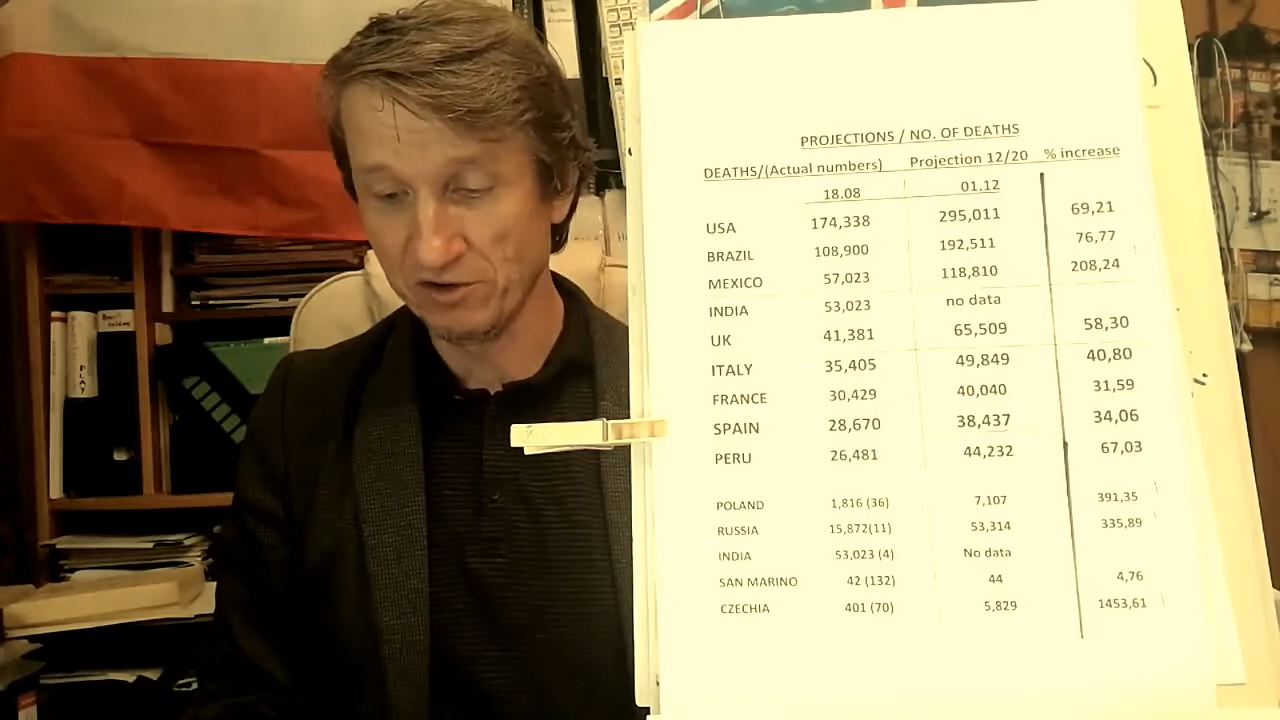 PROJECTIONS / NO. OF DEATHS
DEATHS/(Actual numbers) Projection 12/20 % increase
18.08 01.12
USA 174,338 295,011 69,21
BRAZIL 108,900 192,511 76,77
MEXICO 57,023 118,810 208,24
INDIA 53,023 no data
UK 41,381 65,509 58,30
ITALY 35,405 49,849 40,80
FRANCE 30,429 40,040 31,59
SPAIN 28,670 38,437 34,06
PERU 26,481 44,232 67,03
POLAND 1,816 (36) 7,107 391,35
RUSSIA 15,872(11) 53,314 335,89
INDIA 53,023 (4) No data
SAN MARINO 42 (132) 44 4,76
CZECHIA 401 (70) 5,829 1453,61
PLAY